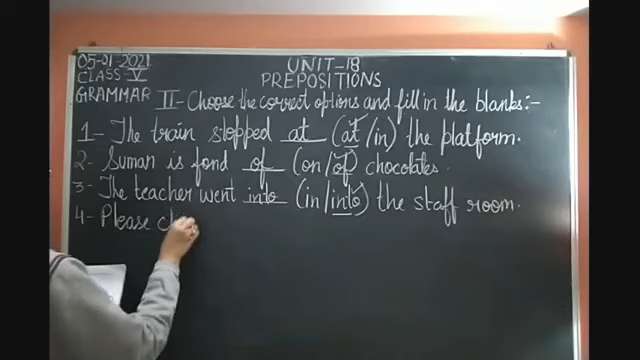 05-01-2021
UNIT-18
CLASS-V
PREPOSITIONS
GRAMMAR
II- Choose the correct options and fill in the blanks:-
1- The train stopped at (at/in) the platform.
2- Suman is fond of (on/of) chocolates.
3- The teacher went into (in/into) the staff room.
4- Please